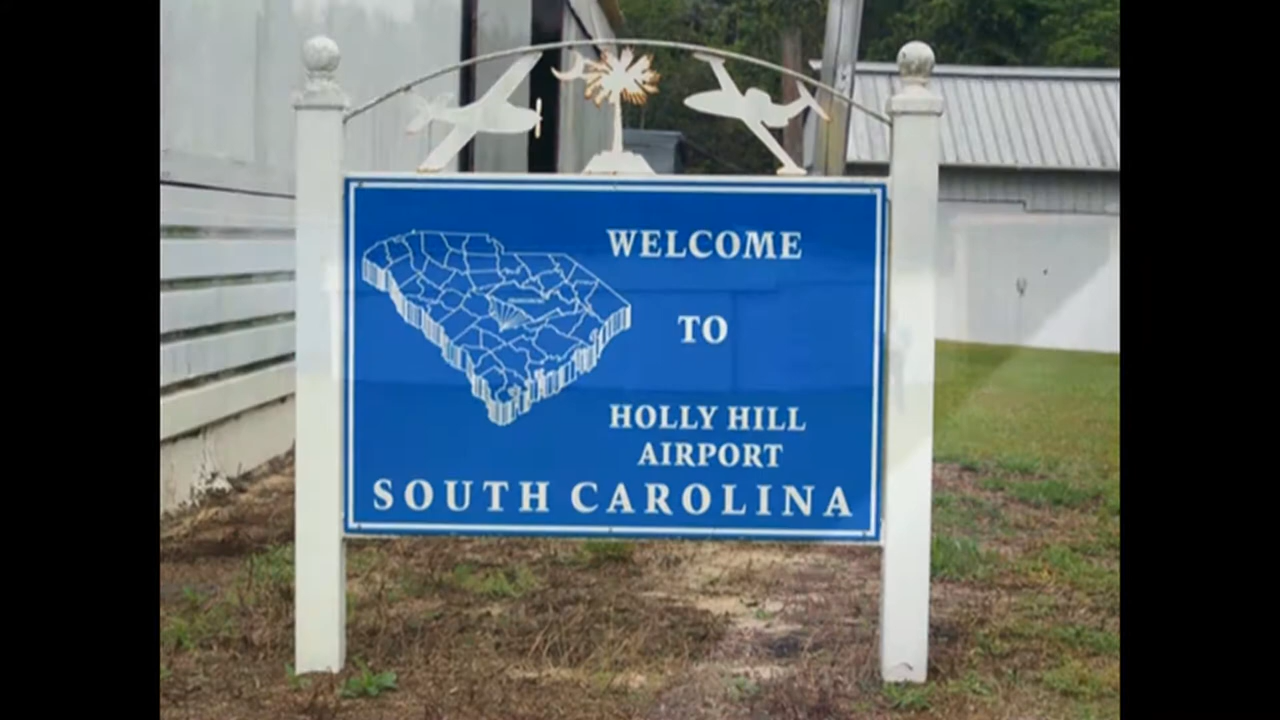 WELCOME
TO
HOLLY HILL
AIRPORT
SOUTH CAROLINA